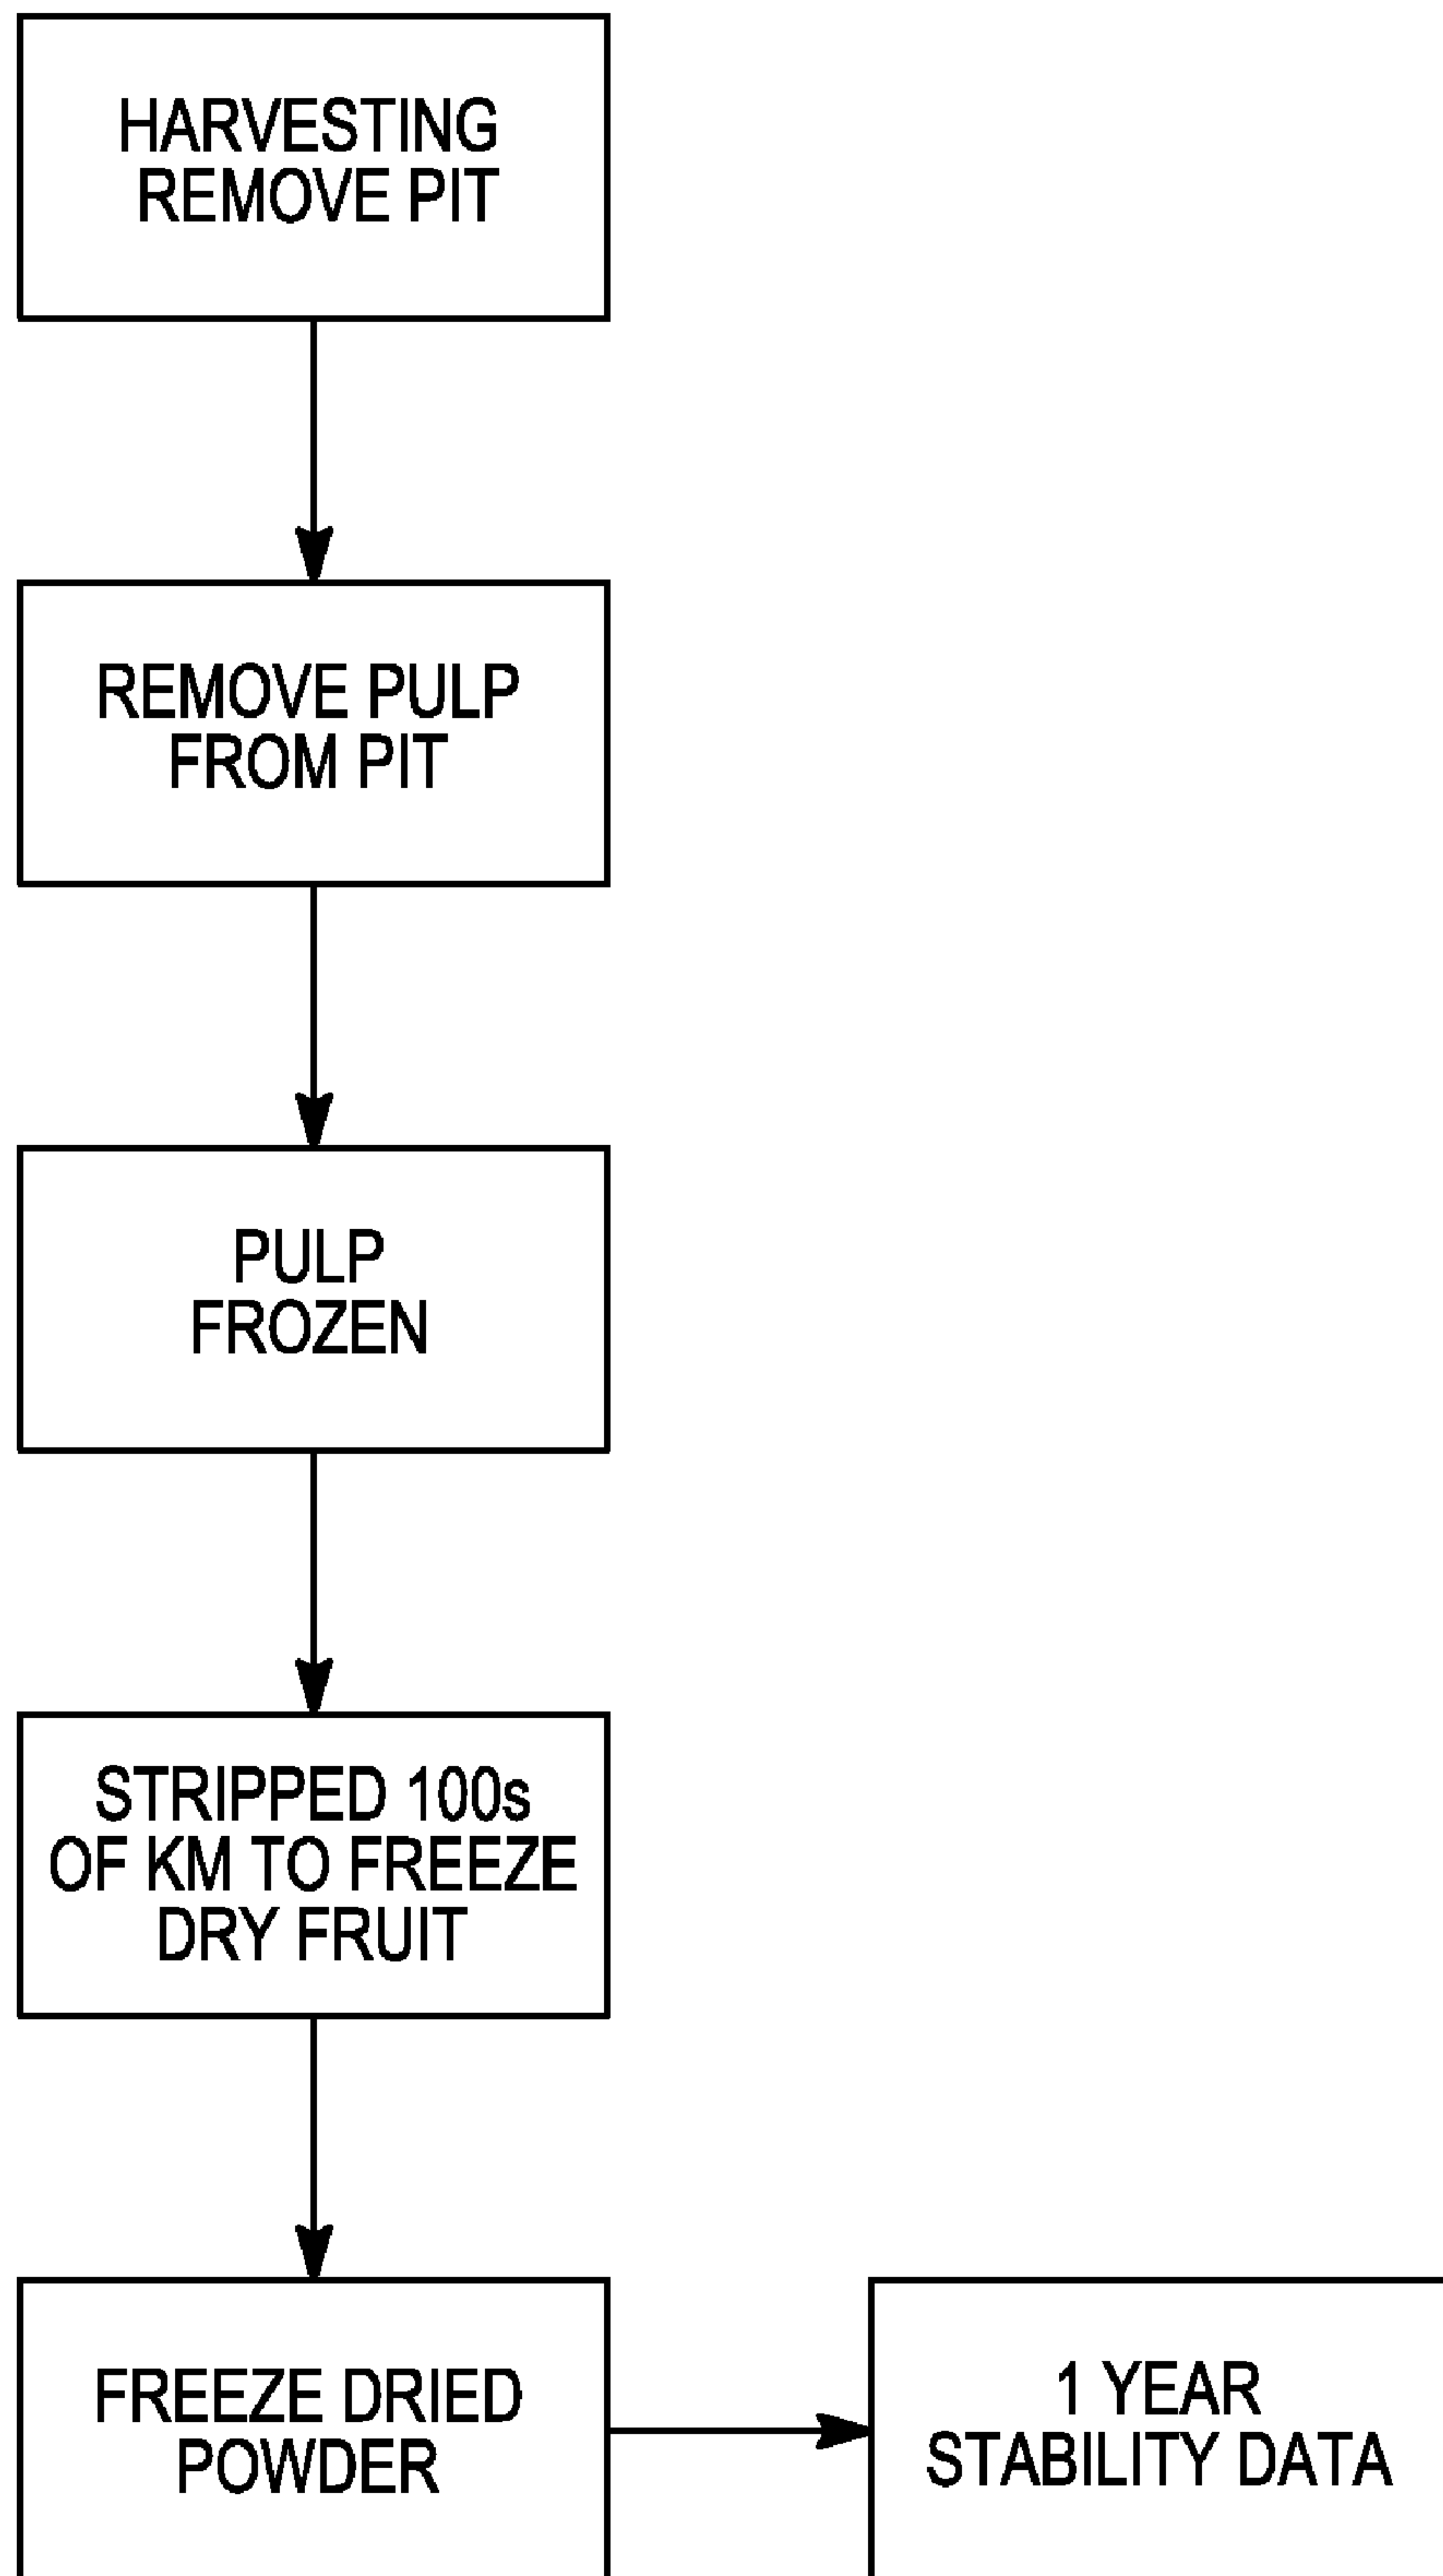 HARVESTING
REMOVE PIT
REMOVE PULP
FROM PIT
PULP
FROZEN
STRIPPED 100s
OF KM TO FREEZE
DRY FRUIT
FREEZE DRIED
POWDER
1 YEAR
STABILITY DATA